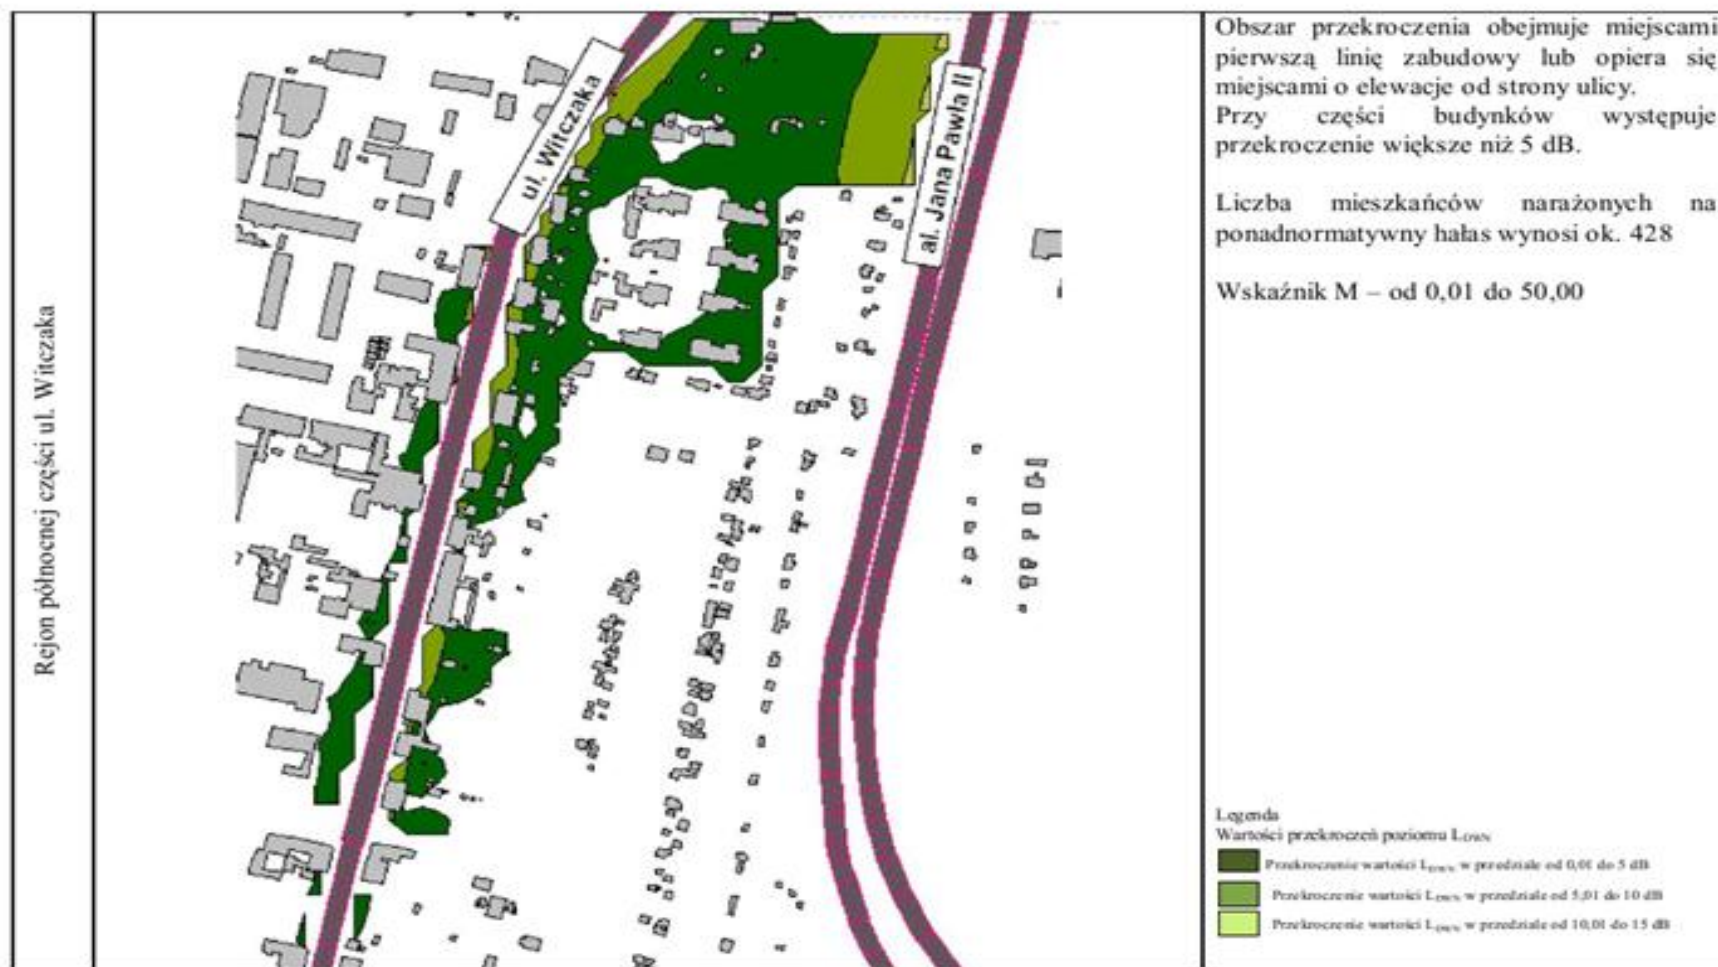 Rejon północnej części ul. Witczaka
ul. Witczaka
al. Jana Pawła II
Obszar przekroczenia obejmuje miejscami
pierwszą linię zabudowy lub opiera się
miejscami o elewacje od strony ulicy.
Przy części budynków występuje
przekroczenie większe niż 5 dB.
Liczba mieszkańców narażonych na
ponadnormatywny hałas wynosi ok. 428
Wskaźnik M – od 0,01 do 50,00
Legenda
Wartości przekroczeń poziomu LDWN
Przekroczenie wartości LDWN w przedziale od 0,01 do 5 dB
Przekroczenie wartości LDWN w przedziale od 5,01 do 10 dB
Przekroczenie wartości LDWN w przedziale od 10,01 do 15 dB